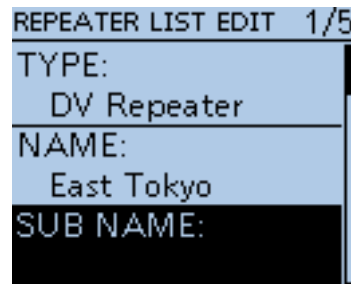 REPEATER LIST EDIT 1/5
TYPE:
DV Repeater
NAME:
East Tokyo
SUB NAME: